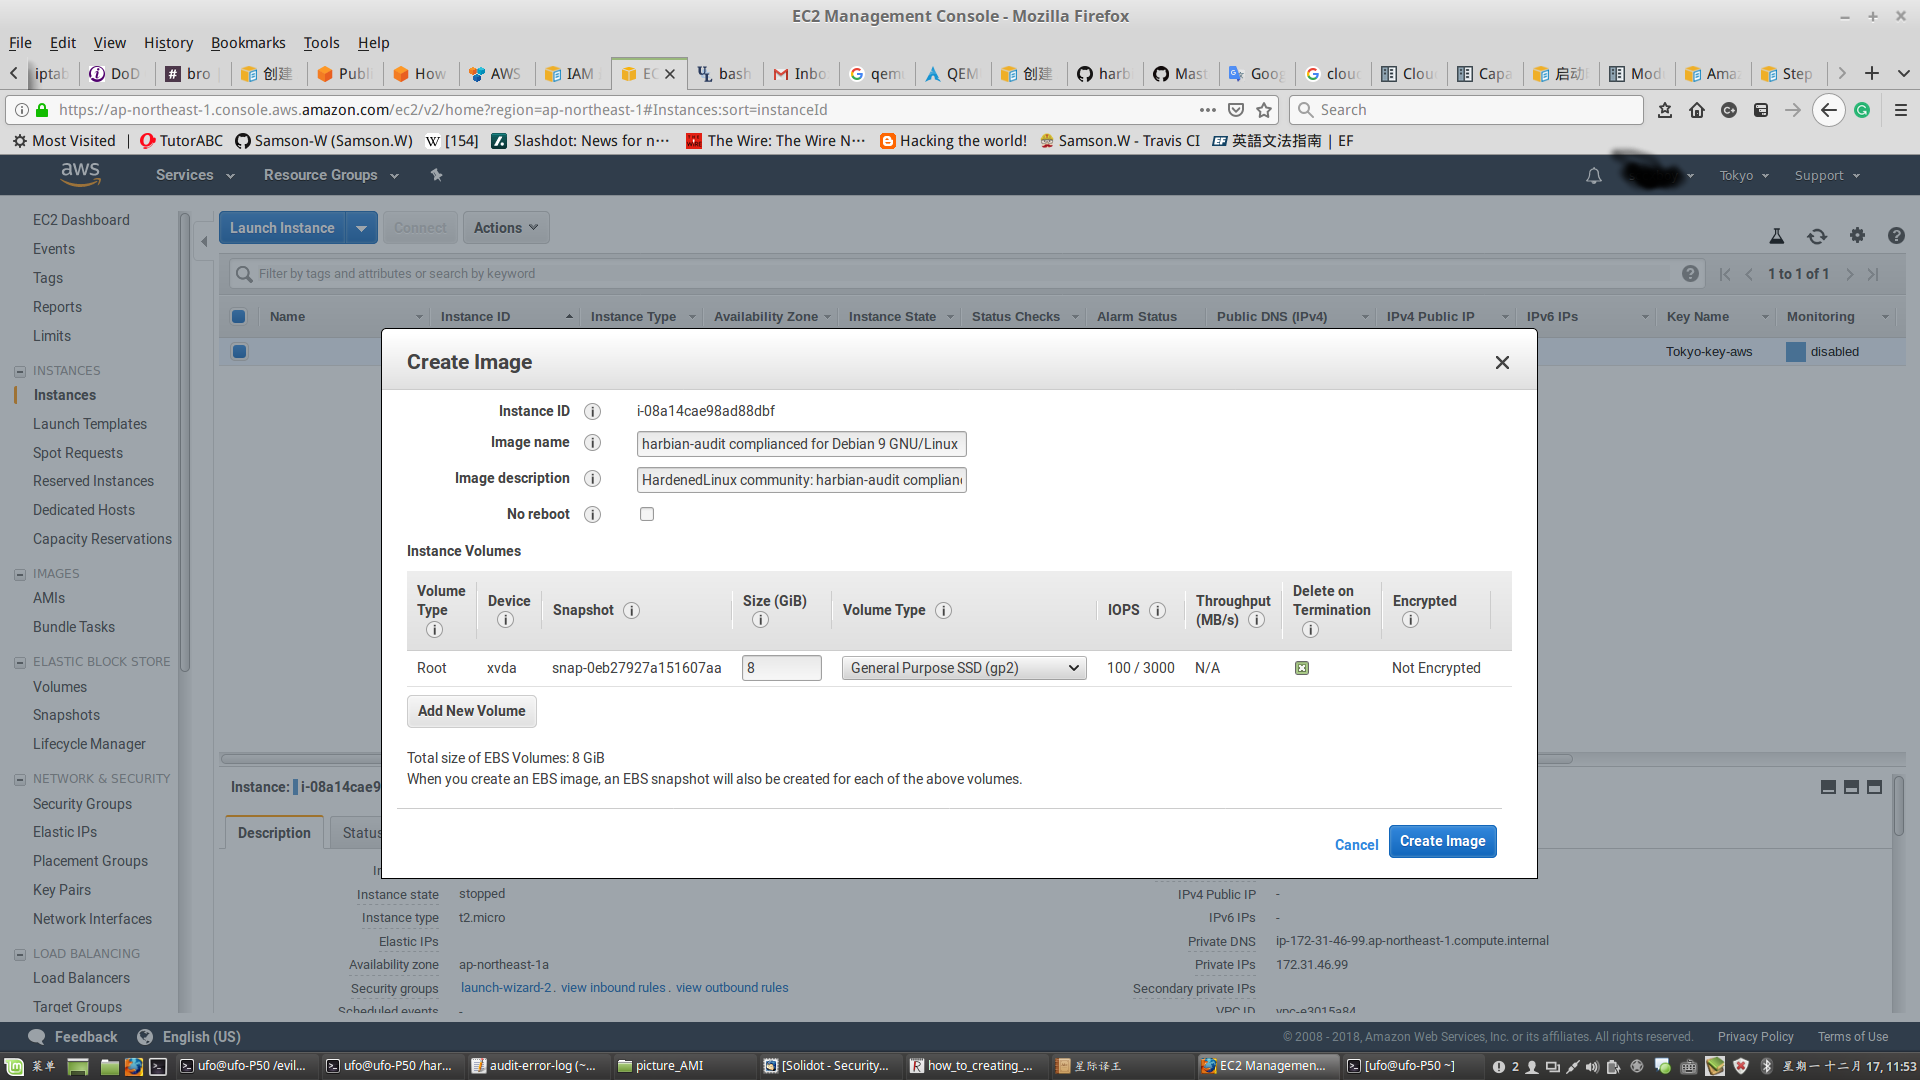 EC2 Management Console - Mozilla Firefox
File Edit View History Bookmarks Tools Help
iptab DoD bro 创建 Publi How AWS IAM EC bash Inbo qemu QEM 创建 harb Mast Goog cloud Clou Capa 启动 Mod Amaz Step
https://ap-northeast-1.console.aws.amazon.com/ec2/v2/home?region=ap-northeast-1#Instances:sort=instanceId
Search
Most Visited TutorABC Samson-W (Samson.W) [154] Slashdot: News for n··· The Wire: The Wire N··· Hacking the world! Samson.W - Travis CI 英語文法指南 | EF
aws Services Resource Groups Tokyo Support
EC2 Dashboard
Events
Tags
Reports
Limits
INSTANCES
Instances
Launch Templates
Spot Requests
Reserved Instances
Dedicated Hosts
Capacity Reservations
IMAGES
AMIs
Bundle Tasks
ELASTIC BLOCK STORE
Volumes
Snapshots
Lifecycle Manager
NETWORK & SECURITY
Security Groups
Elastic IPs
Placement Groups
Key Pairs
Network Interfaces
LOAD BALANCING
Load Balancers
Target Groups
Launch Instance Connect Actions
Filter by tags and attributes or search by keyword
1 to 1 of 1
Name Instance ID Instance Type Availability Zone Instance State Status Checks Alarm Status Public DNS (IPv4) IPv4 Public IP IPv6 IPs Key Name Monitoring
Tokyo-key-aws disabled
Create Image
Instance ID i-08a14cae98ad88dbf
Image name harbian-audit complianced for Debian 9 GNU/Linux
Image description HardenedLinux community: harbian-audit complianc
No reboot
Instance Volumes
Volume Type Device Snapshot Size (GiB) Volume Type IOPS Throughput (MB/s) Delete on Termination Encrypted
Root xvda snap-0eb27927a151607aa 8 General Purpose SSD (gp2) 100 / 3000 N/A Not Encrypted
Add New Volume
Total size of EBS Volumes: 8 GiB
When you create an EBS image, an EBS snapshot will also be created for each of the above volumes.
Cancel Create Image
Instance: i-08a14cae9
Description Status
Instance state stopped
Instance type t2.micro
Elastic IPs
Availability zone ap-northeast-1a
Security groups launch-wizard-2. view inbound rules. view outbound rules
Scheduled events -
IPv4 Public IP -
IPv6 IPs -
Private DNS ip-172-31-46-99.ap-northeast-1.compute.internal
Private IPs 172.31.46.99
Secondary private IPs
VPC ID vpc-e3015a84
Feedback English (US)
© 2008 - 2018, Amazon Web Services, Inc. or its affiliates. All rights reserved. Privacy Policy Terms of Use
菜单 ufo@ufo-P50 /evil... ufo@ufo-P50 /har... audit-error-log (~... picture_AMI [Solidot - Security... how_to_creating_... 星际译王 EC2 Managemen... [ufo@ufo-P50 ~] 2 星期一 十二月 17, 11:53